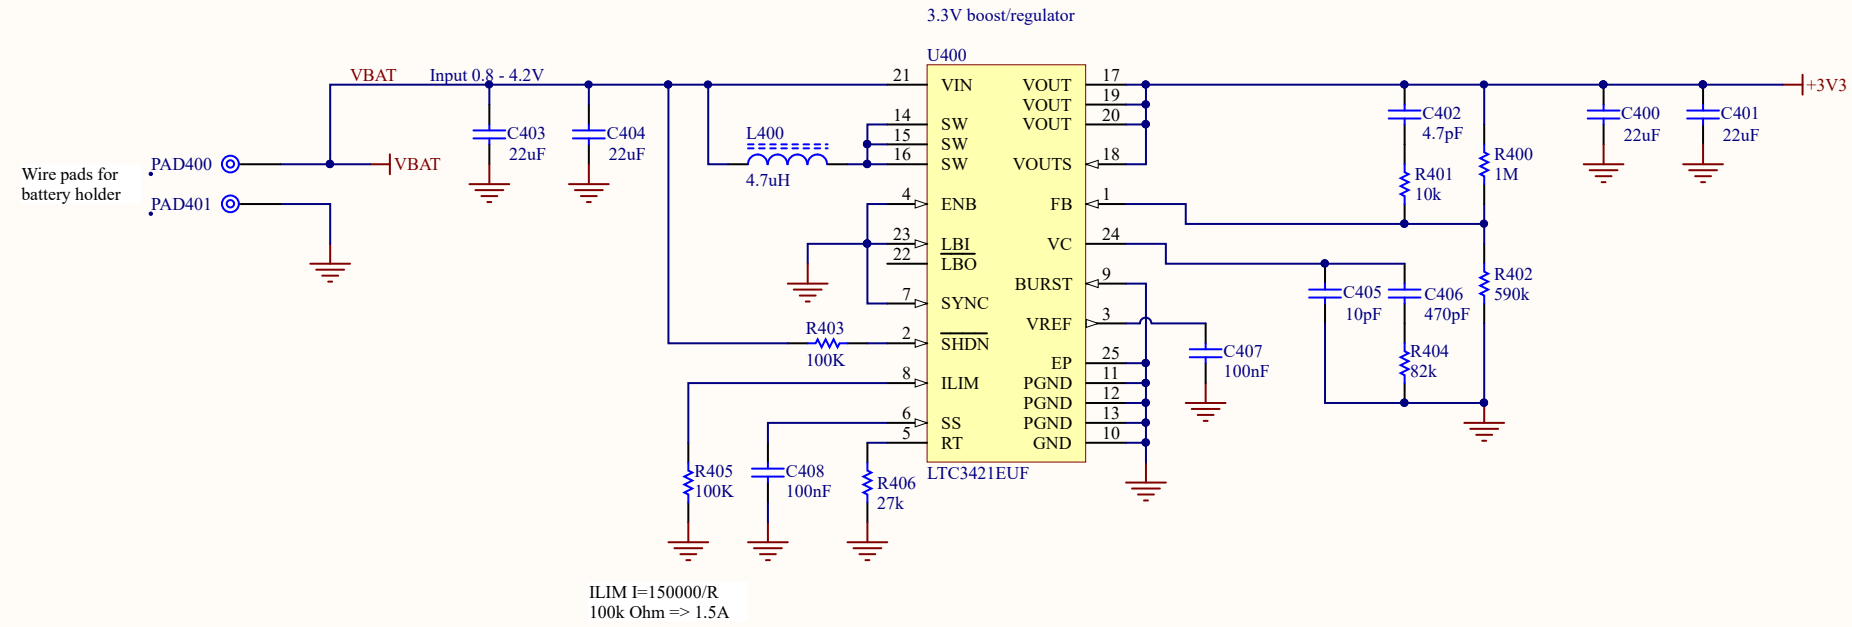 3.3V boost/regulator
U400
VBAT
Input 0.8 - 4.2V
21
VIN
VOUT
17
VOUT
19
VOUT
20
+3V3
14
SW
15
SW
16
SW
VOUTS
18
C403
22uF
C404
22uF
L400
4.7uH
C402
4.7pF
R401
10k
R400
1M
C400
22uF
C401
22uF
Wire pads for
battery holder
PAD400
VBAT
PAD401
4
ENB
FB
1
23
LBI
VC
24
22
LBO
BURST
9
7
SYNC
VREF
3
R403
100K
2
SHDN
EP
25
8
ILIM
PGND
11
PGND
12
6
SS
PGND
13
5
RT
GND
10
C405
10pF
C406
470pF
R402
590k
C407
100nF
R404
82k
LTC3421EUF
R405
100K
C408
100nF
R406
27k
ILIM I=150000/R
100k Ohm => 1.5A